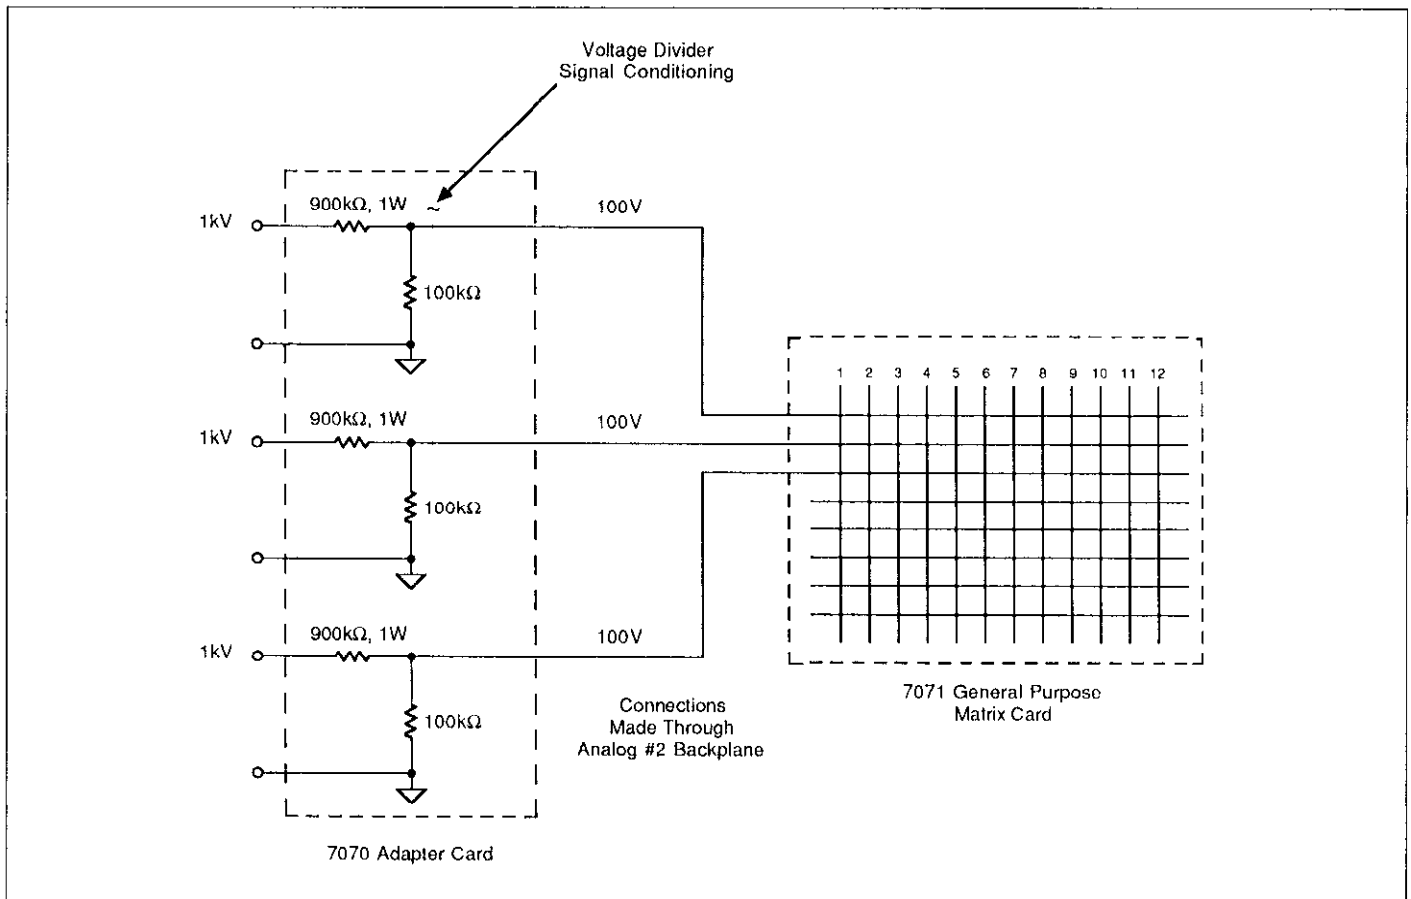 Voltage Divider
Signal Conditioning
900kΩ, 1W
~
1kV
100V
100kΩ
900kΩ, 1W
1kV
100V
100kΩ
900kΩ, 1W
1kV
100V
100kΩ
1 2 3 4 5 6 7 8 9 10 11 12
Connections
Made Through
Analog #2 Backplane
7071 General Purpose
Matrix Card
7070 Adapter Card